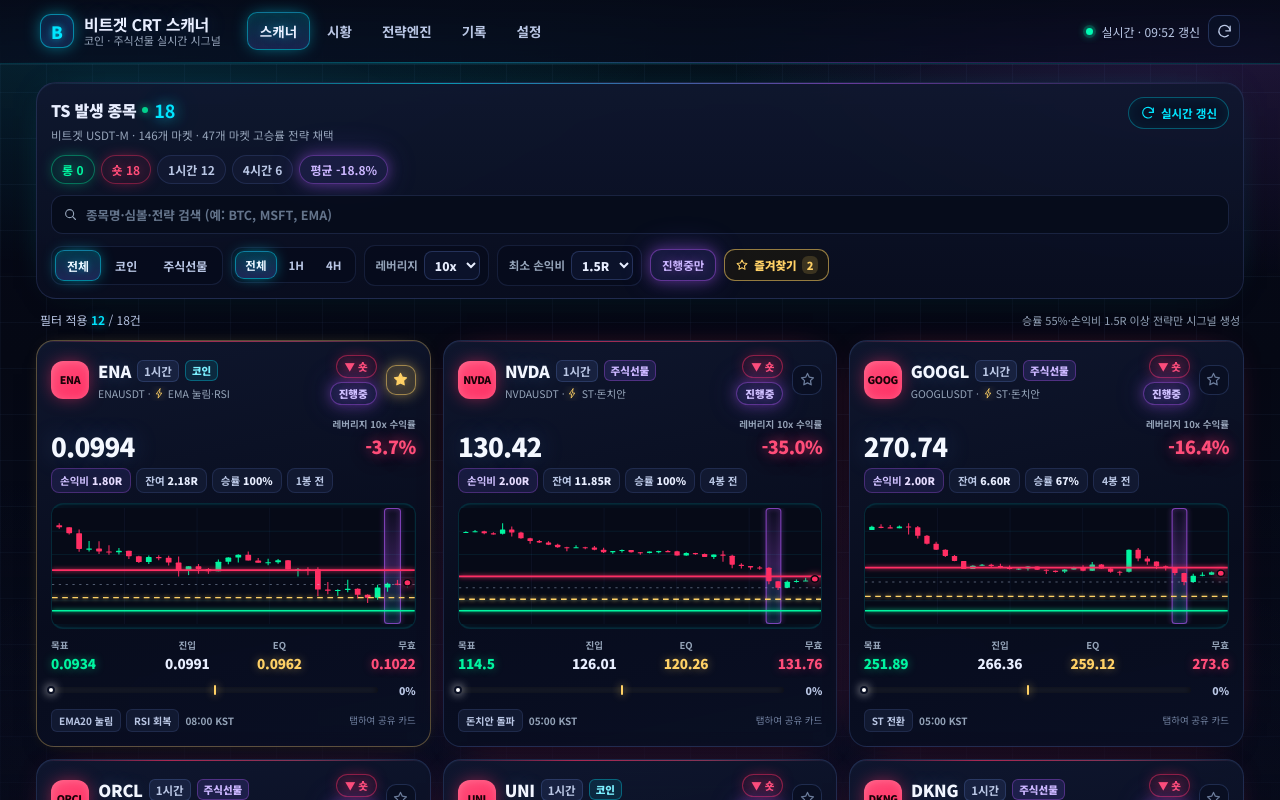 B
비트겟 CRT 스캐너
코인 · 주식선물 실시간 시그널
스캐너 시황 전략엔진 기록 설정
실시간 · 09:52 갱신
TS 발생 종목 • 18
실시간 갱신
비트겟 USDT-M · 146개 마켓 · 47개 마켓 고승률 전략 채택
롱 0 숏 18 1시간 12 4시간 6 평균 -18.8%
종목명·심볼·전략 검색 (예: BTC, MSFT, EMA)
전체 코인 주식선물 전체 1H 4H 레버리지 10x 최소 손익비 1.5R 진행중만 즐겨찾기 2
필터 적용 12 / 18건
승률 55%·손익비 1.5R 이상 전략만 시그널 생성
ENA ENA 1시간 코인 ▼ 숏
ENAUSDT · EMA 눌림·RSI 진행중
레버리지 10x 수익률
0.0994 -3.7%
손익비 1.80R 잔여 2.18R 승률 100% 1봉 전
목표 진입 EQ 무효
0.0934 0.0991 0.0962 0.1022
0%
EMA20 눌림 RSI 회복 08:00 KST 탭하여 공유 카드
NVDA NVDA 1시간 주식선물 ▼ 숏
NVDAUSDT · ST·돈치안 진행중
레버리지 10x 수익률
130.42 -35.0%
손익비 2.00R 잔여 11.85R 승률 100% 4봉 전
목표 진입 EQ 무효
114.5 126.01 120.26 131.76
0%
돈치안 돌파 05:00 KST 탭하여 공유 카드
GOOG GOOGL 1시간 주식선물 ▼ 숏
GOOGLUSDT · ST·돈치안 진행중
레버리지 10x 수익률
270.74 -16.4%
손익비 2.00R 잔여 6.60R 승률 67% 4봉 전
목표 진입 EQ 무효
251.89 266.36 259.12 273.6
0%
ST 전환 05:00 KST 탭하여 공유 카드
ORCL ORCL 1시간 주식선물 ▼ 숏
UNI UNI 1시간 코인 ▼ 숏
DKNG DKNG 1시간 주식선물 ▼ 숏